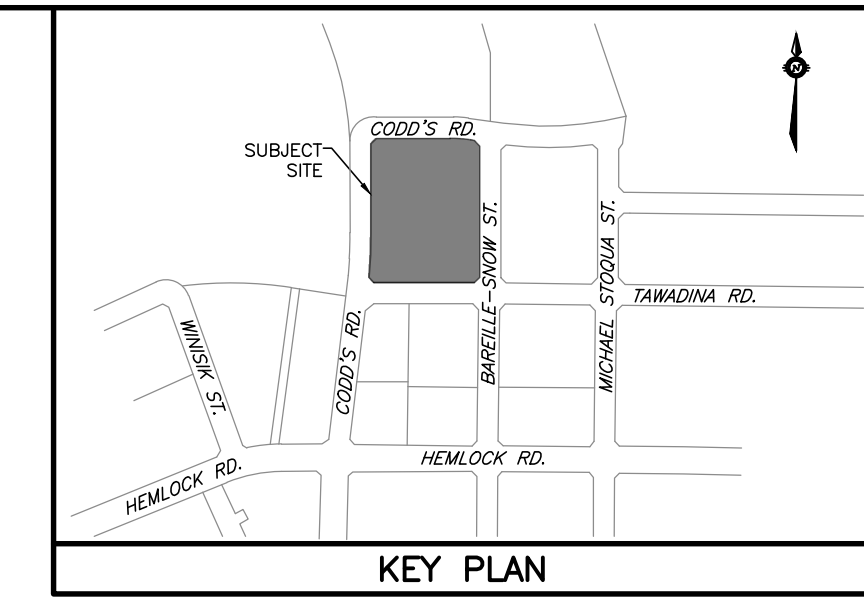 N
CODD'S RD.
SUBJECT
SITE
BAREILLE-SNOW ST.
MICHAEL STOQUA ST.
TAWADINA RD.
WINISIK ST.
CODD'S RD.
HEMLOCK RD.
HEMLOCK RD.
KEY PLAN